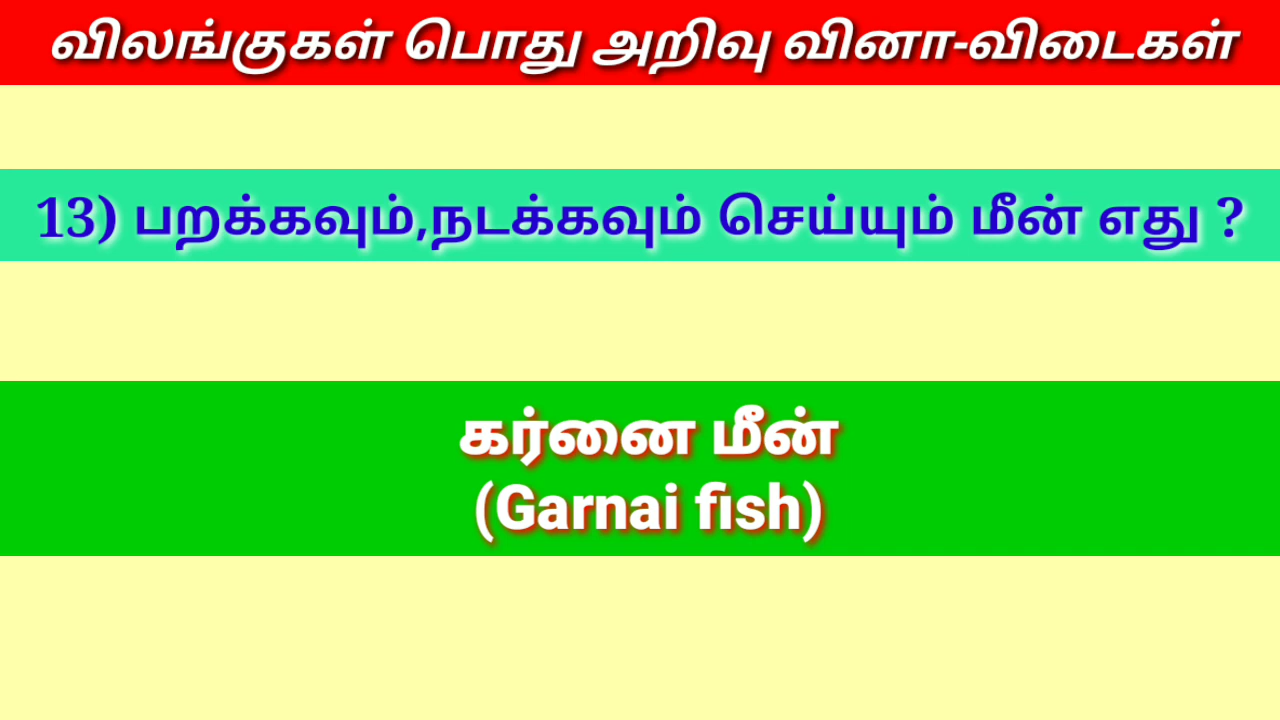 விலங்குகள் பொது அறிவு வினா-விடைகள்
13) பறக்கவும்,நடக்கவும் செய்யும் மீன் எது ?
கர்னை மீன்
(Garnai fish)